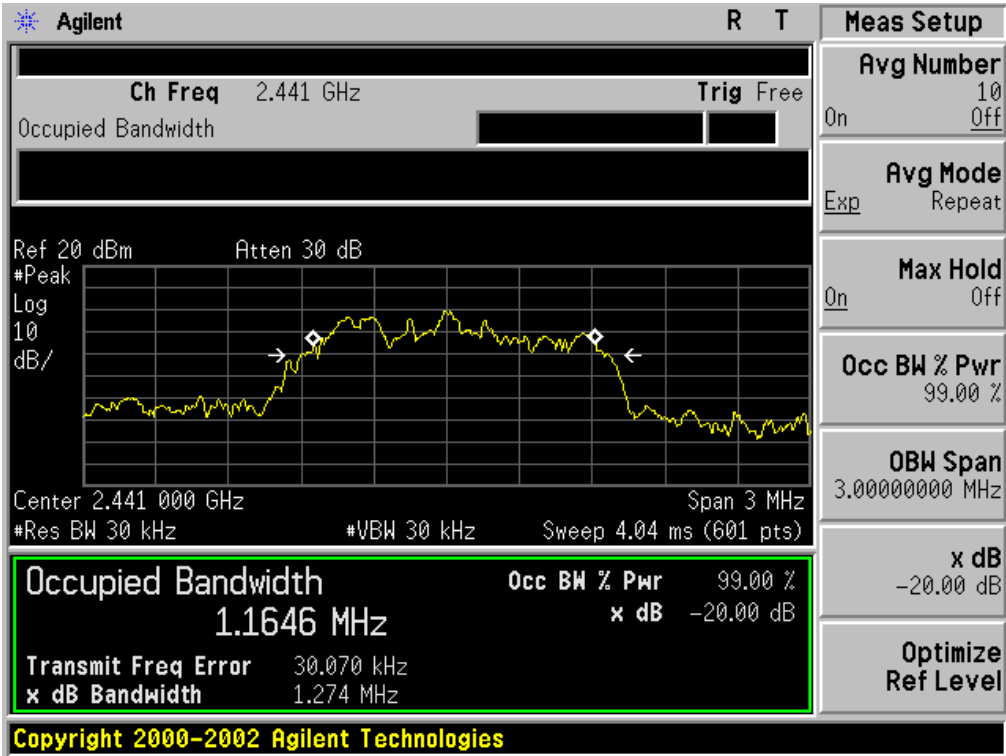 Agilent R T
Ch Freq 2.441 GHz Trig Free
Occupied Bandwidth
Ref 20 dBm Atten 30 dB
#Peak
Log
10
dB/
Center 2.441 000 GHz Span 3 MHz
#Res BW 30 kHz #VBW 30 kHz Sweep 4.04 ms (601 pts)
Occupied Bandwidth Occ BW % Pwr 99.00 %
1.1646 MHz x dB -20.00 dB
Transmit Freq Error 30.070 kHz
x dB Bandwidth 1.274 MHz
Copyright 2000-2002 Agilent Technologies
Meas Setup
Avg Number
10
On Off
Avg Mode
Exp Repeat
Max Hold
On Off
Occ BW % Pwr
99.00 %
OBW Span
3.00000000 MHz
x dB
-20.00 dB
Optimize
Ref Level